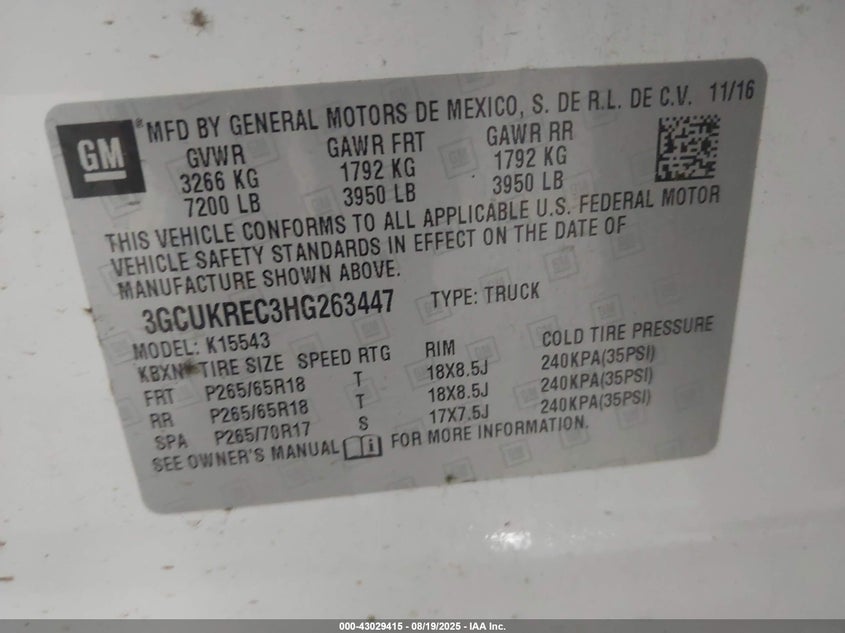 GM
®MFD BY GENERAL MOTORS DE MEXICO, S. DE R.L. DE C.V. 11/16
GVWR GAWR FRT GAWR RR
3266 KG 1792 KG 1792 KG
7200 LB 3950 LB 3950 LB
THIS VEHICLE CONFORMS TO ALL APPLICABLE U.S. FEDERAL MOTOR
VEHICLE SAFETY STANDARDS IN EFFECT ON THE DATE OF
MANUFACTURE SHOWN ABOVE.
3GCUKREC3HG263447 TYPE: TRUCK
MODEL: K15543
KBXN* TIRE SIZE SPEED RTG RIM COLD TIRE PRESSURE
FRT P265/65R18 T 18X8.5J 240KPA(35PSI)
RR P265/65R18 T 18X8.5J 240KPA(35PSI)
SPA P265/70R17 S 17X7.5J 240KPA(35PSI)
SEE OWNER'S MANUAL i FOR MORE INFORMATION.
000-43029415 - 08/19/2025 - IAA Inc.